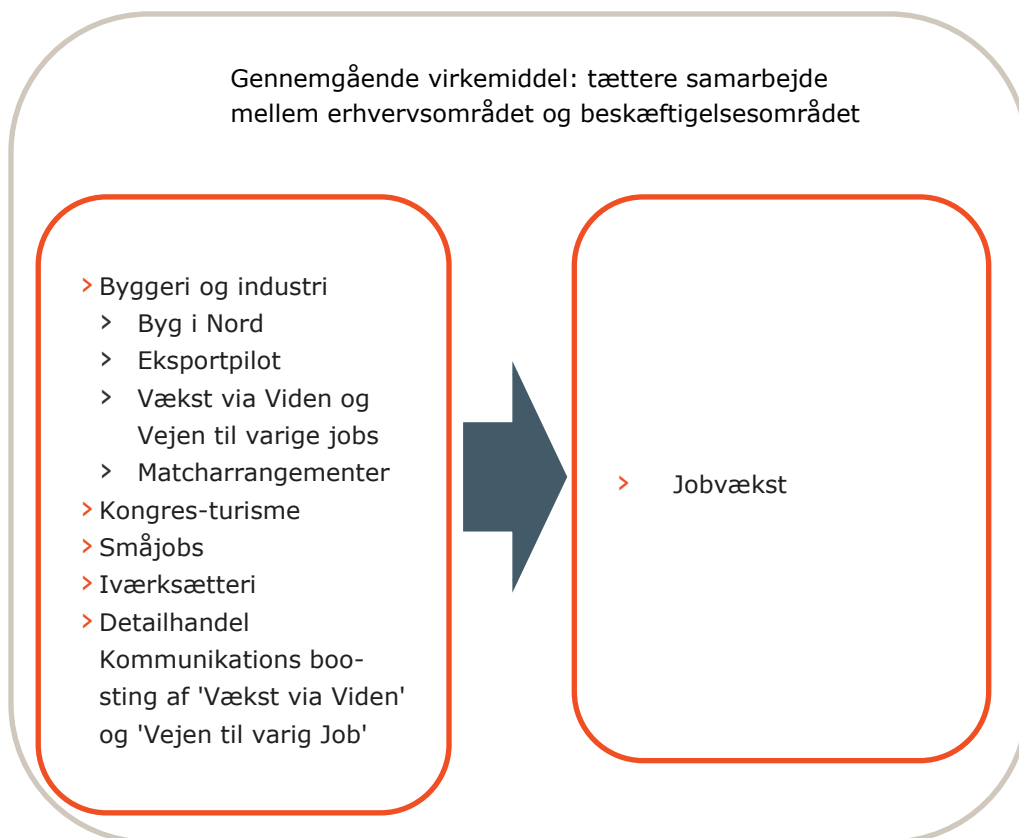 Gennemgående virkemiddel: tættere samarbejde
mellem erhvervsområdet og beskæftigelsesområdet
> Byggeri og industri
> Byg i Nord
> Eksportpilot
> Vækst via Viden og
Vejen til varige jobs
> Matcharrangementer
> Kongres-turisme
> Småjobs
> Iværksætteri
> Detailhandel
Kommunikations boo-
sting af 'Vækst via Viden'
og 'Vejen til varig Job'
> Jobvækst